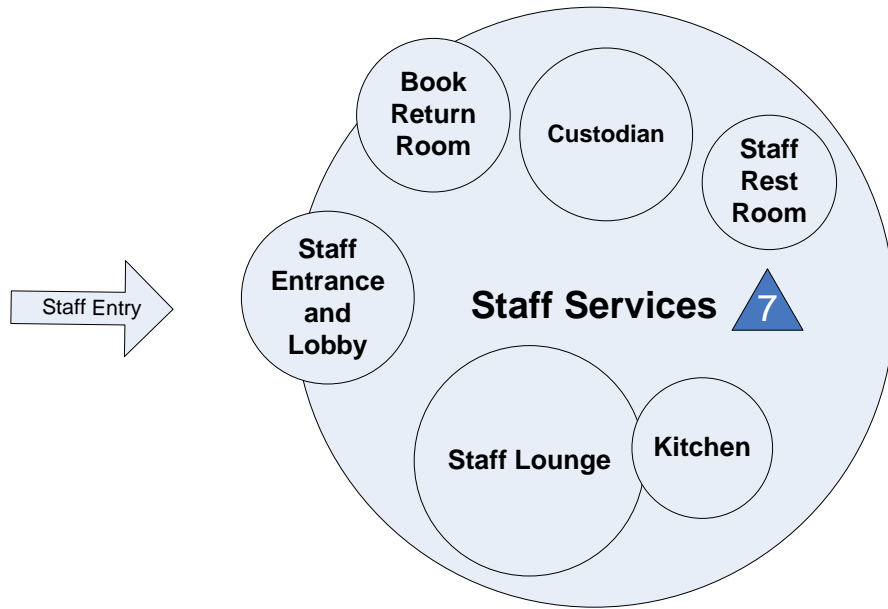 Book
Return
Room
Custodian
Staff
Rest
Room
Staff
Entrance
and
Lobby
Staff Entry
Staff Services
7
Staff Lounge
Kitchen